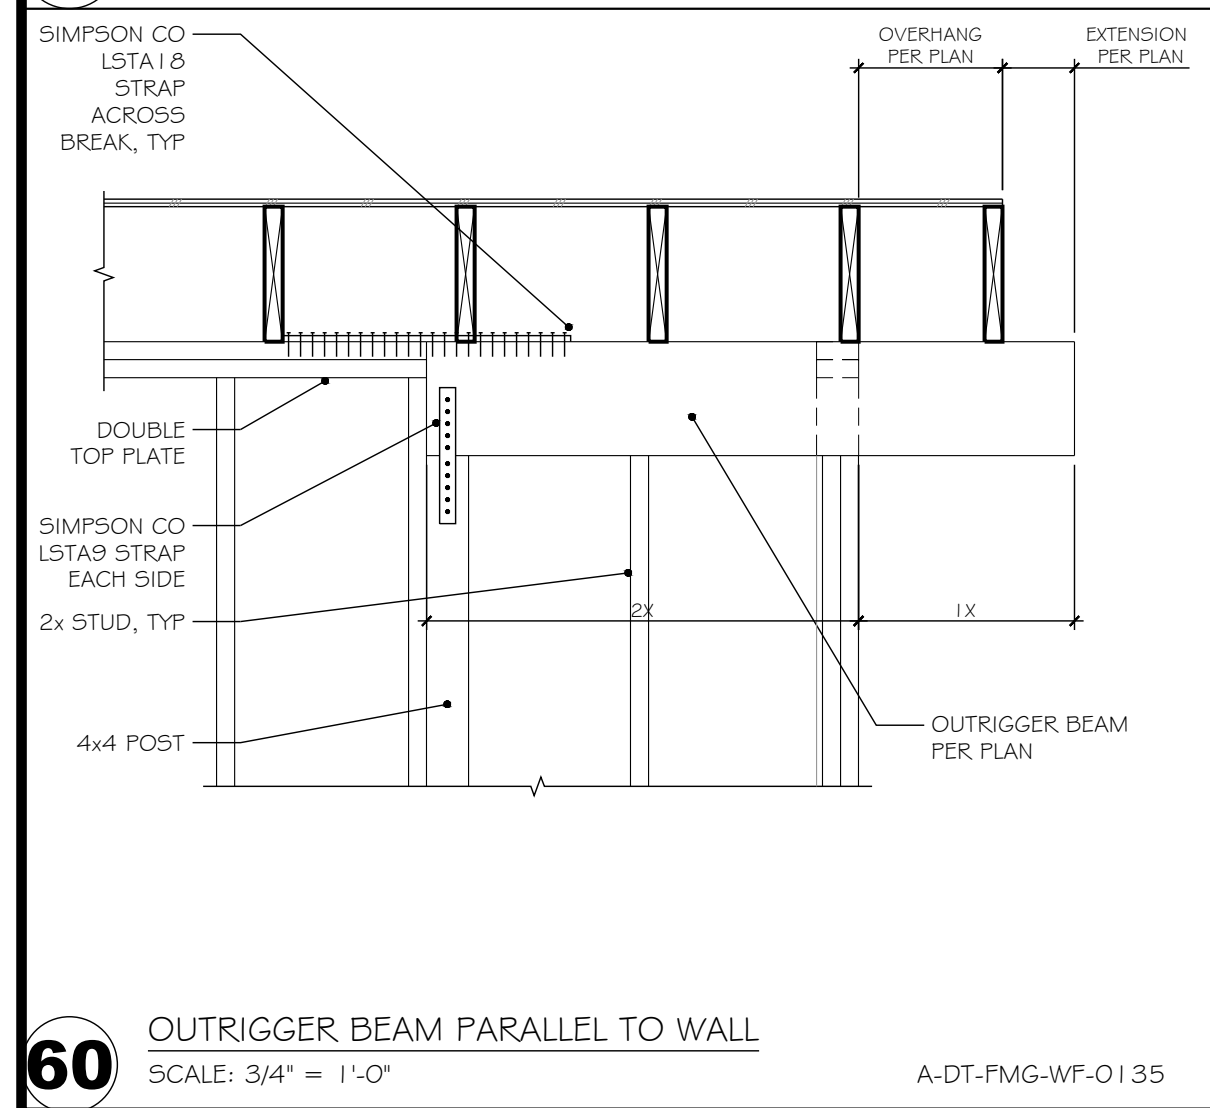 SIMPSON CO
LSTA18
STRAP
ACROSS
BREAK, TYP
OVERHANG
PER PLAN
EXTENSION
PER PLAN
DOUBLE
TOP PLATE
SIMPSON CO
LSTA9 STRAP
EACH SIDE
2x STUD, TYP
2X
1X
4x4 POST
OUTRIGGER BEAM
PER PLAN
60
OUTRIGGER BEAM PARALLEL TO WALL
SCALE: 3/4" = 1'-0"
A-DT-FMG-WF-0135